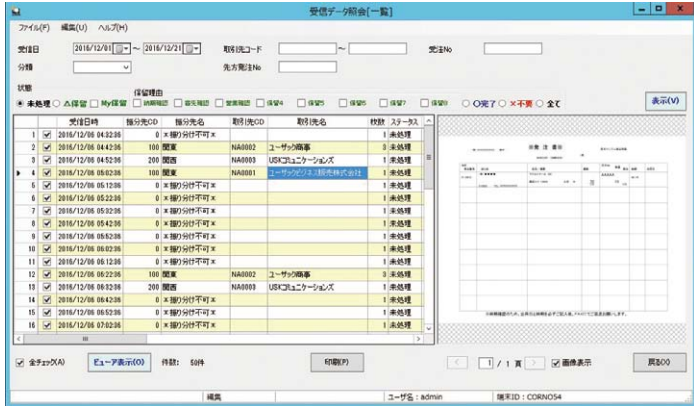 受信データ照会[一覧]
ファイル(F) 編集(U) ヘルプ(H)
受信日 2016/12/01 ～ 2016/12/21 取引先コード ～ 受注No
分類 先方発注No
状態 保留理由
未処理 △保留 My保留 納期確認 宛先確認 営業確認 保留4 保留5 保留6 保留7 保留8 ○完了 ×不要 全て 表示(V)
受信日時 振分先CD 振分先名 取引先CD 取引先名 枚数 ステータス
1 2016/12/06 04:32:36 0 ×振り分け不可× 1 未処理
2 2016/12/06 04:42:36 100 関東 NA0002 ユーザック商事 3 未処理
3 2016/12/06 04:52:36 200 関西 NA0003 USKコミュニケーションズ 1 未処理
4 2016/12/06 05:02:36 100 関東 NA0001 ユーザックビジネス販売株式会社 1 未処理
5 2016/12/06 05:12:36 0 ×振り分け不可× 1 未処理
6 2016/12/06 05:22:36 0 ×振り分け不可× 1 未処理
7 2016/12/06 05:32:36 0 ×振り分け不可× 1 未処理
8 2016/12/06 05:42:36 0 ×振り分け不可× 1 未処理
9 2016/12/06 05:52:36 0 ×振り分け不可× 1 未処理
10 2016/12/06 06:02:36 0 ×振り分け不可× 1 未処理
11 2016/12/06 06:12:36 0 ×振り分け不可× 1 未処理
12 2016/12/06 06:22:36 100 関東 NA0002 ユーザック商事 3 未処理
13 2016/12/06 06:32:36 200 関西 NA0003 USKコミュニケーションズ 1 未処理
14 2016/12/06 06:42:36 0 ×振り分け不可× 1 未処理
15 2016/12/06 06:52:36 0 ×振り分け不可× 1 未処理
16 2016/12/06 07:02:36 0 ×振り分け不可× 1 未処理
全チェック(A) ビューア表示(O) 件数: 50件 印刷(P) 1 / 1 頁 画像表示 戻る(X)
編集 ユーザ名：admin 端末ID：CORNO54